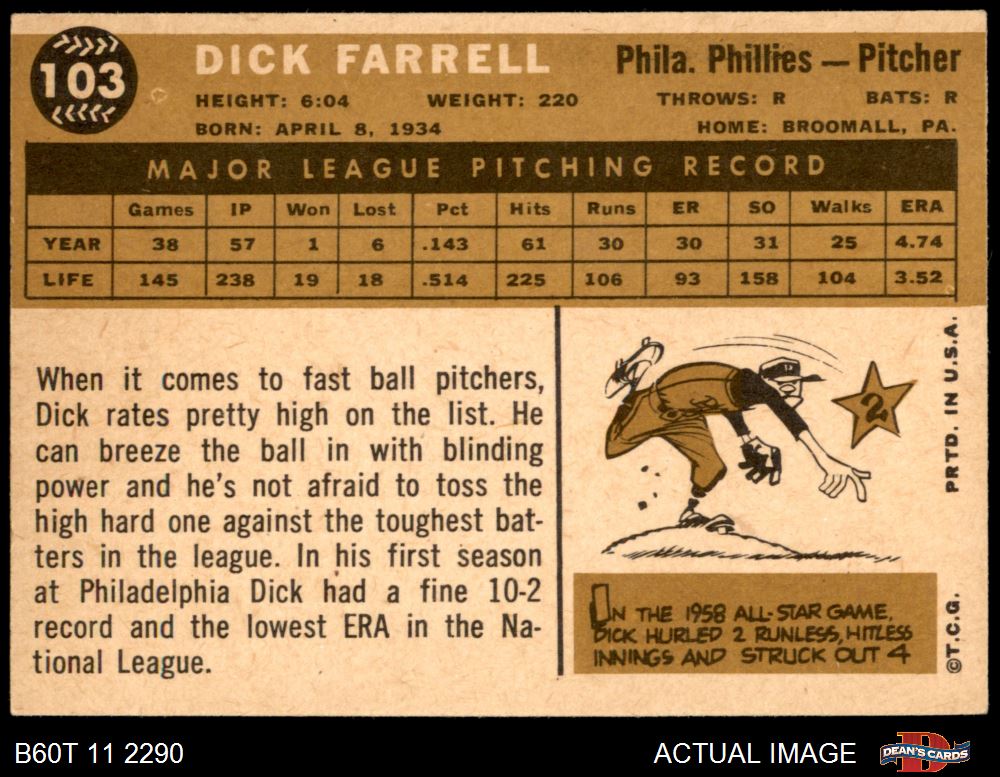 103
DICK FARRELL
Phila. Phillies — Pitcher
HEIGHT: 6:04 WEIGHT: 220 THROWS: R BATS: R
BORN: APRIL 8, 1934 HOME: BROOMALL, PA.
MAJOR LEAGUE PITCHING RECORD
Games IP Won Lost Pct Hits Runs ER SO Walks ERA
YEAR 38 57 1 6 .143 61 30 30 31 25 4.74
LIFE 145 238 19 18 .514 225 106 93 158 104 3.52
When it comes to fast ball pitchers,
Dick rates pretty high on the list. He
can breeze the ball in with blinding
power and he's not afraid to toss the
high hard one against the toughest bat-
ters in the league. In his first season
at Philadelphia Dick had a fine 10-2
record and the lowest ERA in the Na-
tional League.
2
IN THE 1958 ALL-STAR GAME,
DICK HURLED 2 RUNLESS, HITLESS
INNINGS AND STRUCK OUT 4
©T.C.G. PRTD. IN U.S.A.
B60T 11 2290
ACTUAL IMAGE
DEAN'S CARDS